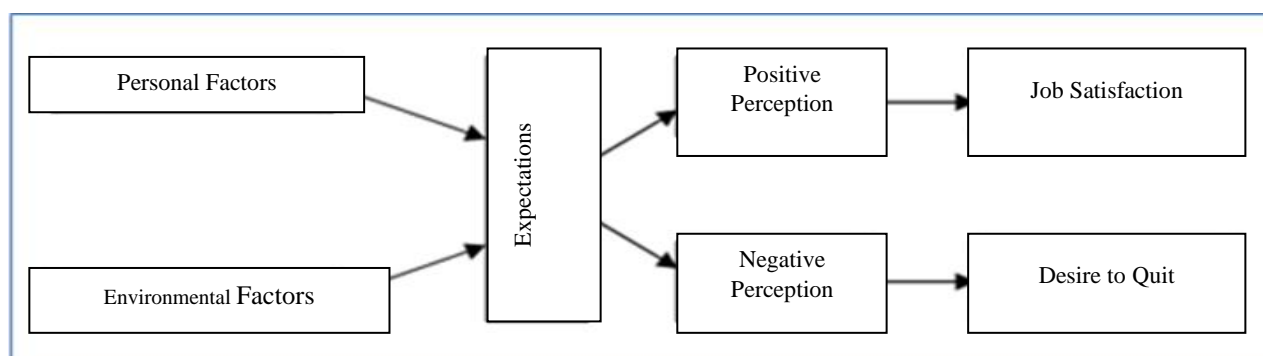 Personal Factors
Environmental Factors
Expectations
Positive
Perception
Negative
Perception
Job Satisfaction
Desire to Quit